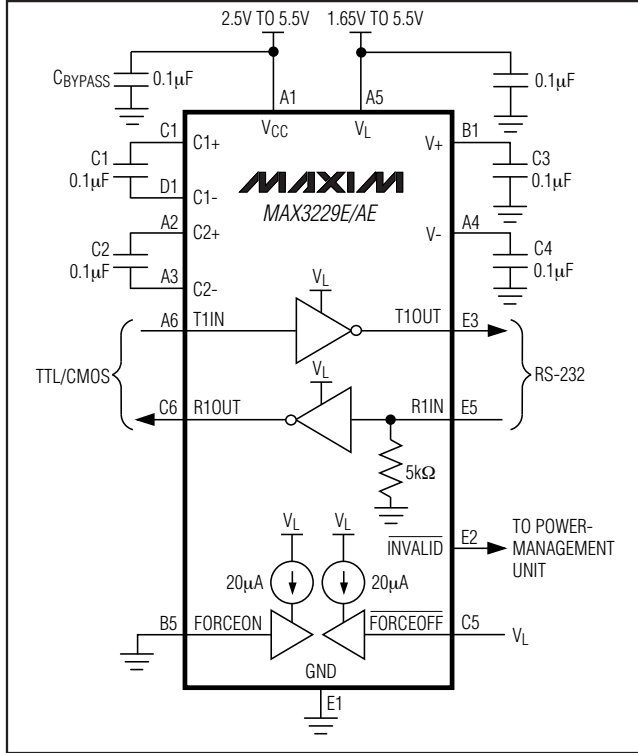 2.5V TO 5.5V 1.65V TO 5.5V
CBYPASS 0.1µF
0.1µF
A1 A5
VCC VL
C1 C1+
C1 0.1µF
D1 C1-
A2 C2+
C2 0.1µF
A3 C2-
MAXIM
MAX3229E/AE
V+ B1
C3 0.1µF
V- A4
C4 0.1µF
VL
A6 T1IN T1OUT E3
TTL/CMOS RS-232
VL
C6 R1OUT R1IN E5
5kΩ
INVALID E2
TO POWER-
MANAGEMENT
UNIT
VL VL
20µA 20µA
B5 FORCEON FORCEOFF C5 VL
GND
E1